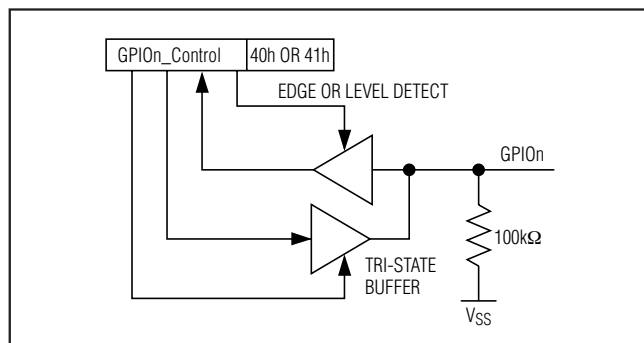 GPIOn_Control 40h OR 41h
EDGE OR LEVEL DETECT
GPIOn
100kΩ
TRI-STATE
BUFFER
VSS